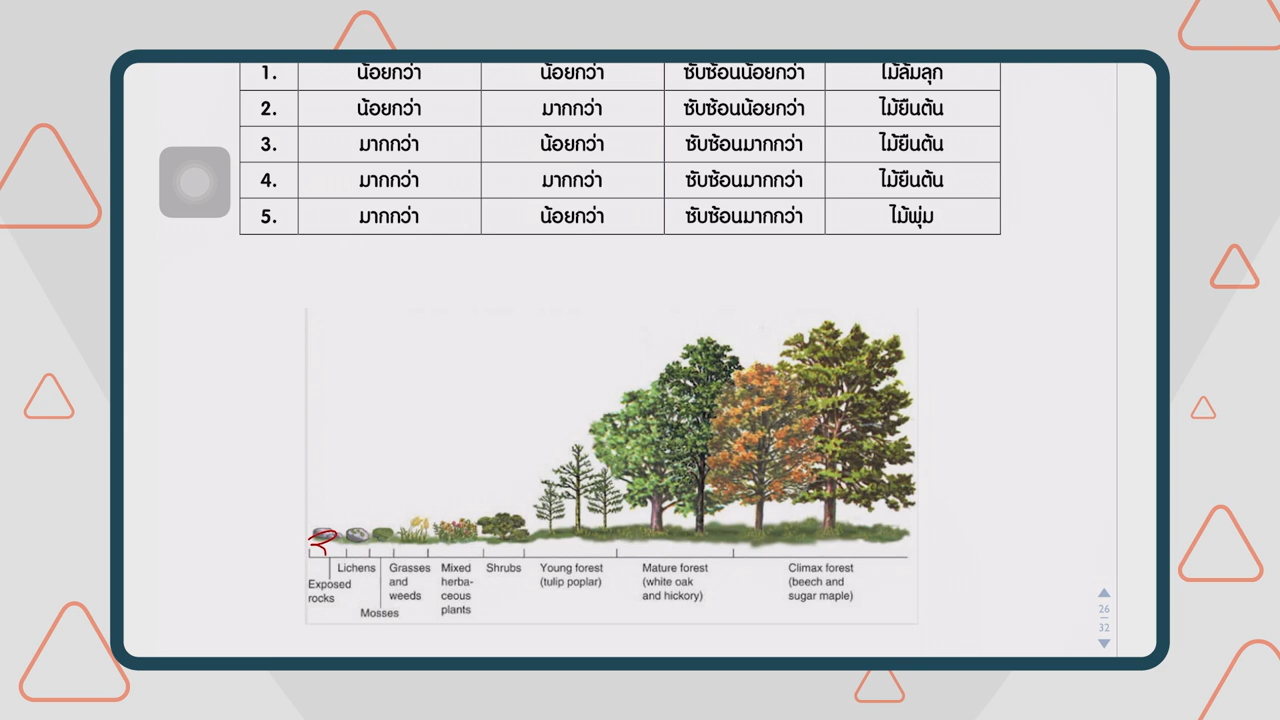 1. น้อยกว่า น้อยกว่า ซับซ้อนน้อยกว่า ไม้ล้มลุก
2. น้อยกว่า มากกว่า ซับซ้อนน้อยกว่า ไม้ยืนต้น
3. มากกว่า น้อยกว่า ซับซ้อนมากกว่า ไม้ยืนต้น
4. มากกว่า มากกว่า ซับซ้อนมากกว่า ไม้ยืนต้น
5. มากกว่า น้อยกว่า ซับซ้อนมากกว่า ไม้พุ่ม
Exposed
rocks
Lichens
Mosses
Grasses
and
weeds
Mixed
herba-
ceous
plants
Shrubs
Young forest
(tulip poplar)
Mature forest
(white oak
and hickory)
Climax forest
(beech and
sugar maple)
26
32